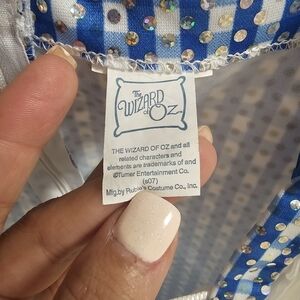 The
WIZARD
of OZ
THE WIZARD OF OZ and all
related characters and
elements are trademarks of and
©Turner Entertainment Co.
(s07)
Mfg.by Rubie's Costume Co., Inc.